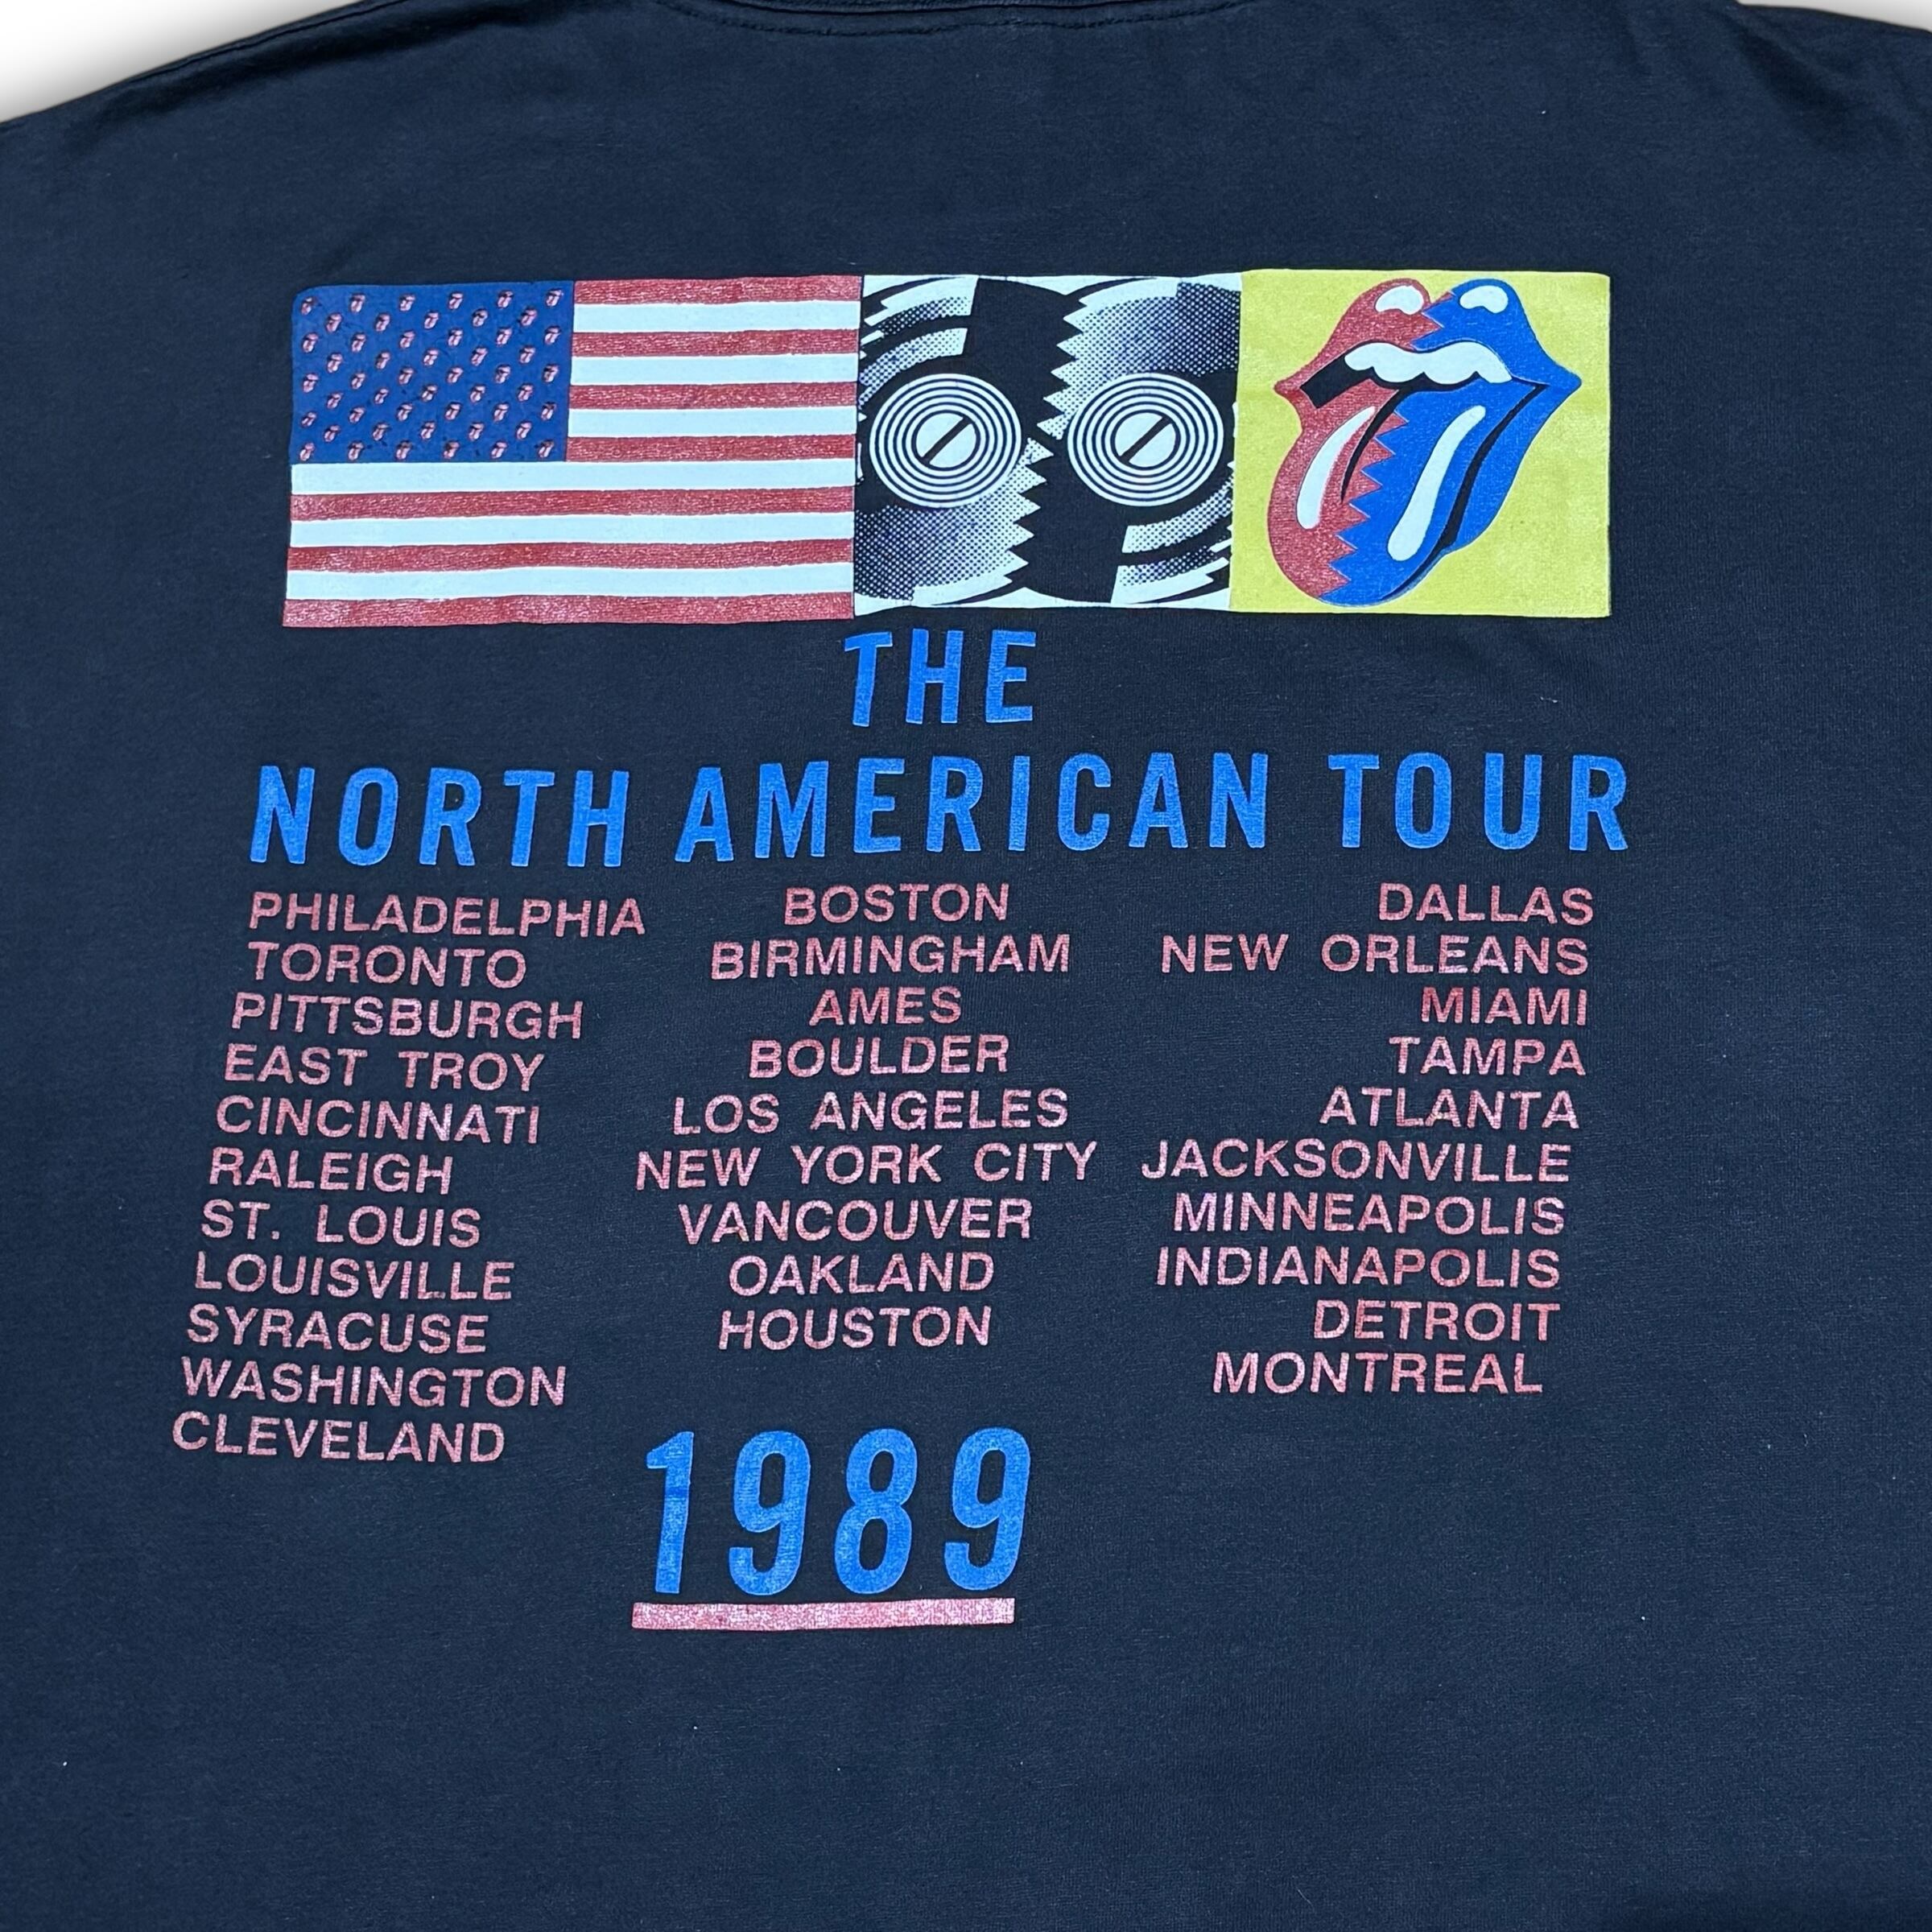 THE
NORTH AMERICAN TOUR
PHILADELPHIA
TORONTO
PITTSBURGH
EAST TROY
CINCINNATI
RALEIGH
ST. LOUIS
LOUISVILLE
SYRACUSE
WASHINGTON
CLEVELAND
BOSTON
BIRMINGHAM
AMES
BOULDER
LOS ANGELES
NEW YORK CITY
VANCOUVER
OAKLAND
HOUSTON
DALLAS
NEW ORLEANS
MIAMI
TAMPA
ATLANTA
JACKSONVILLE
MINNEAPOLIS
INDIANAPOLIS
DETROIT
MONTREAL
1989